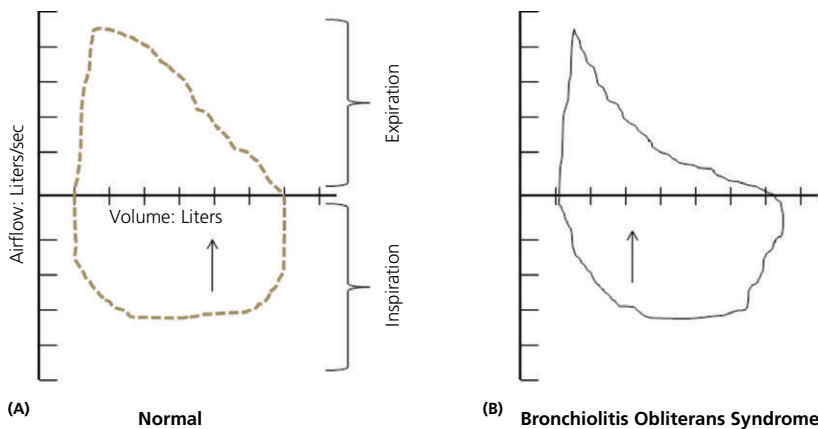 Airflow: Liters/sec
Volume: Liters
Expiration
Inspiration
(A)
Normal
(B)
Bronchiolitis Obliterans Syndrome